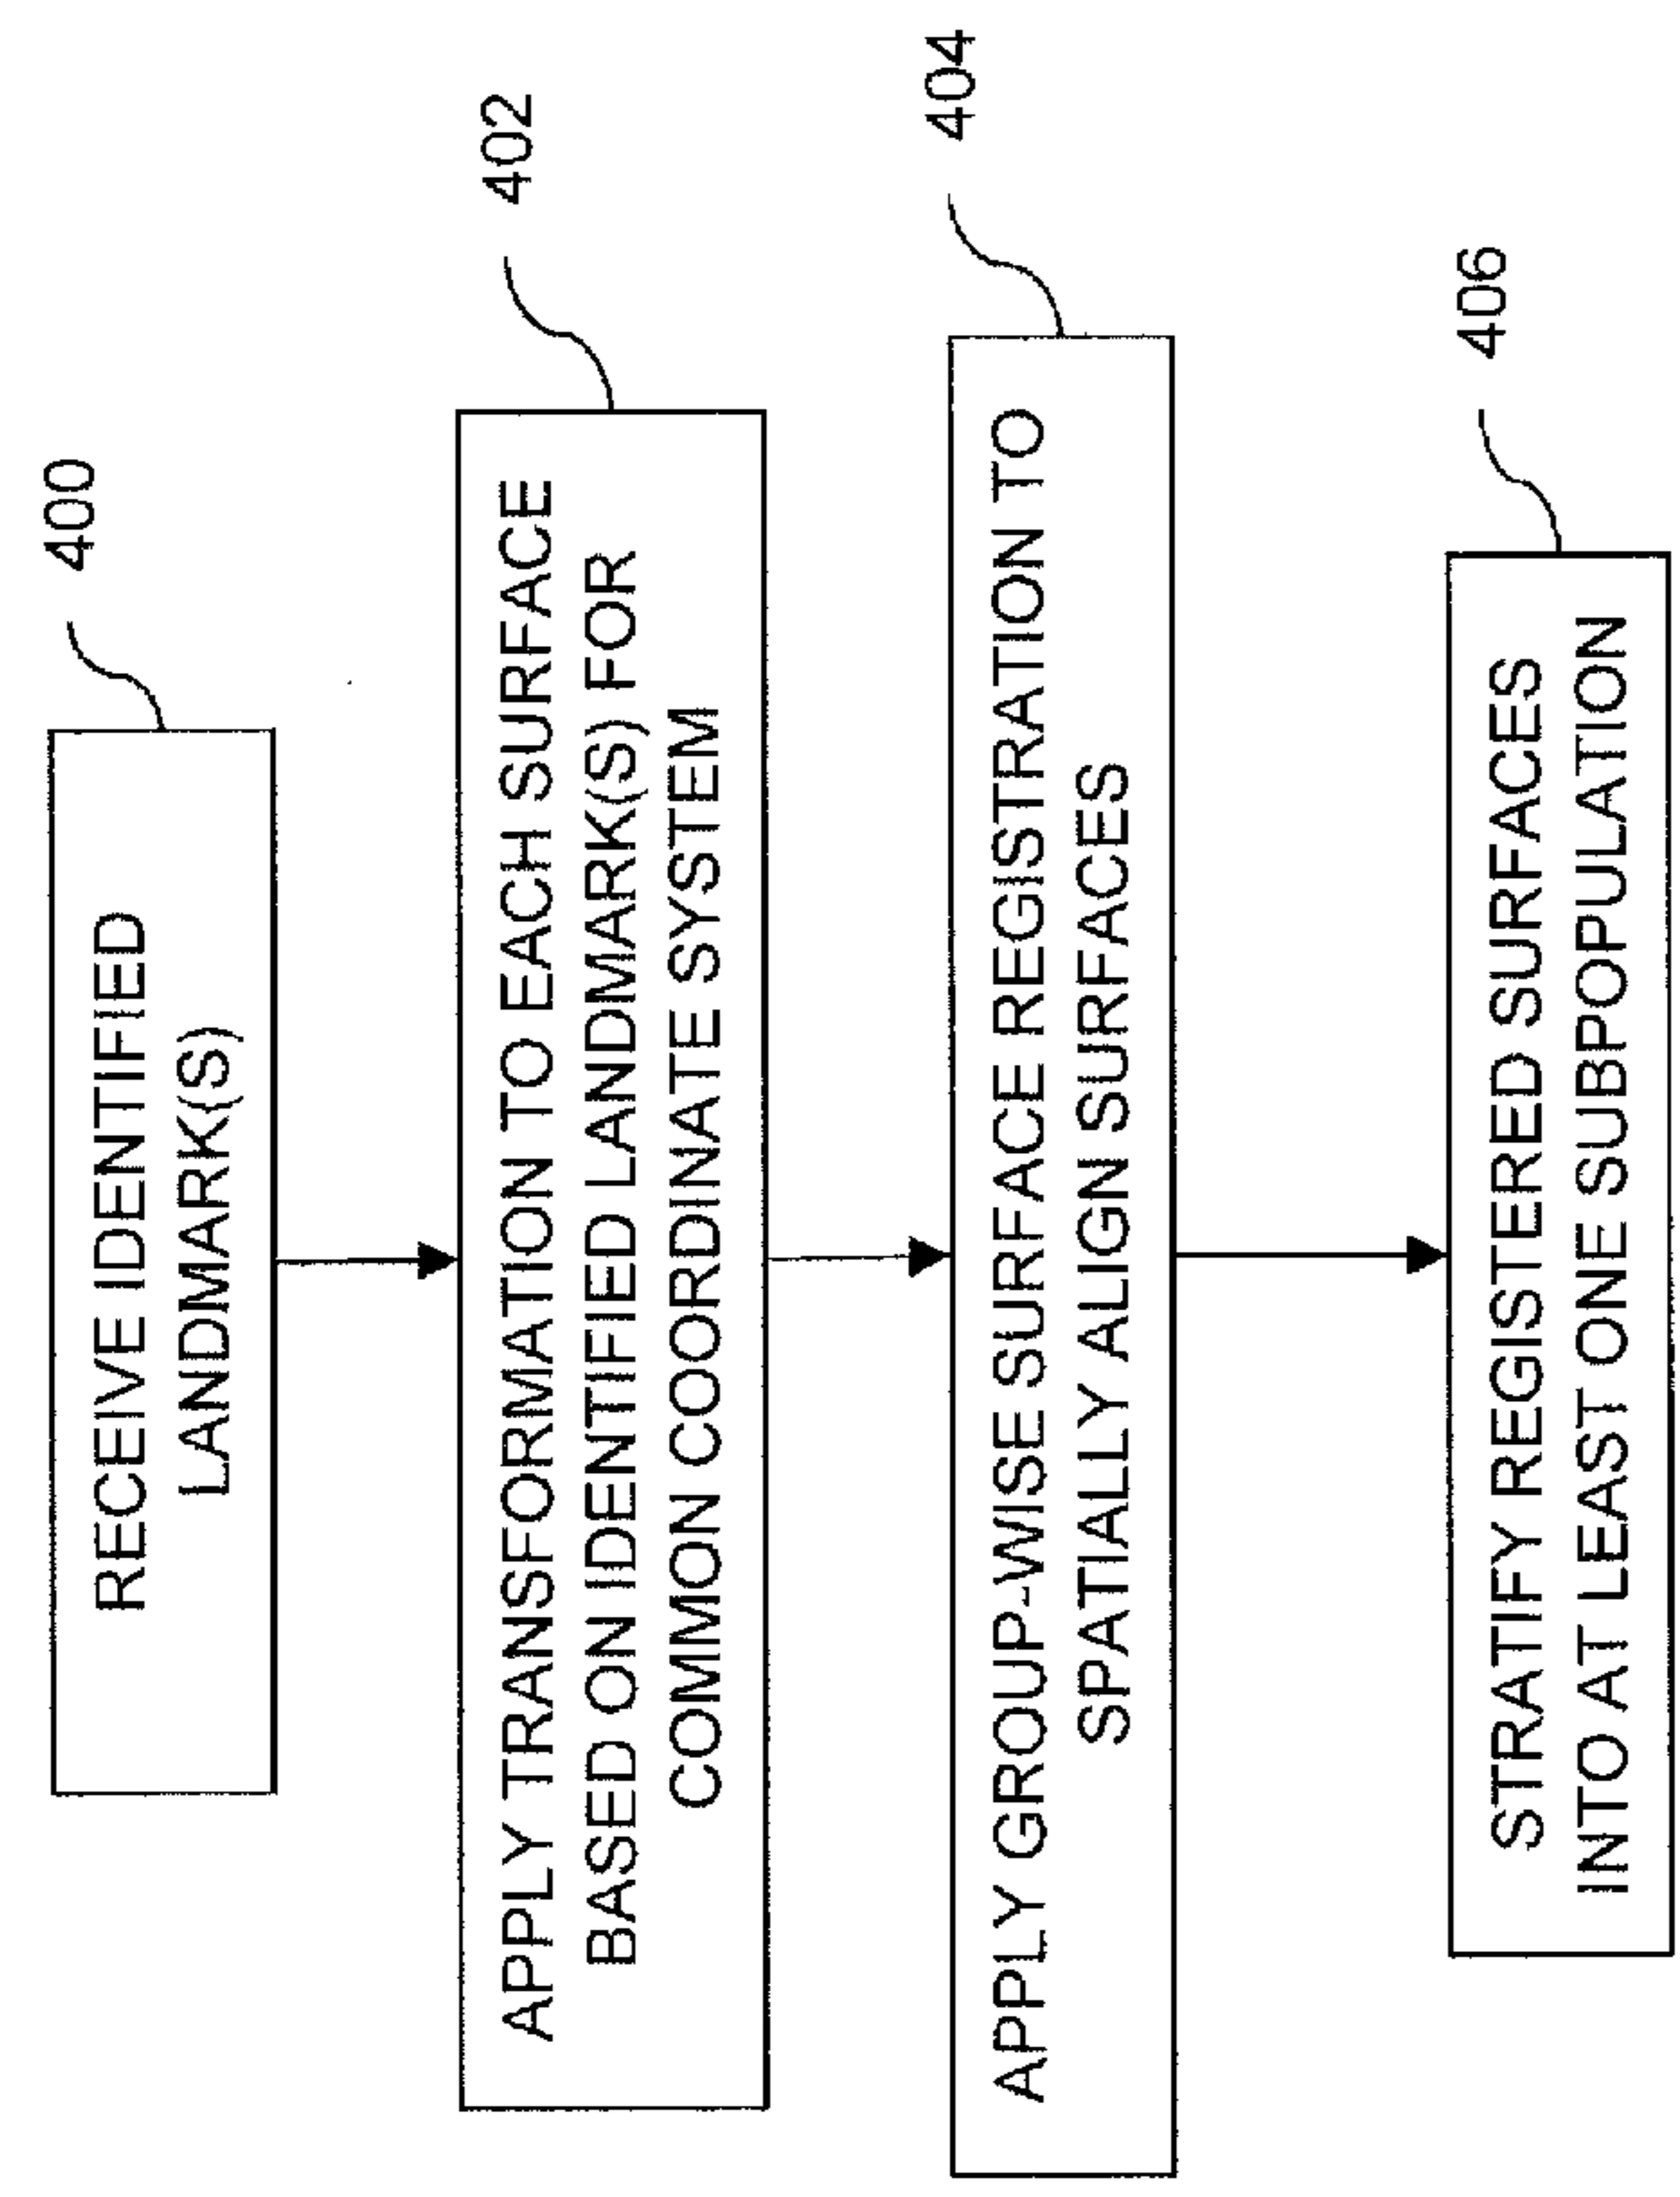 400
RECEIVE IDENTIFIED
LANDMARK(S)
402
APPLY TRANSFORMATION TO EACH SURFACE
BASED ON IDENTIFIED LANDMARK(S) FOR
COMMON COORDINATE SYSTEM
404
APPLY GROUP-WISE SURFACE REGISTRATION TO
SPATIALLY ALIGN SURFACES
406
STRATIFY REGISTERED SURFACES
INTO AT LEAST ONE SUBPOPULATION